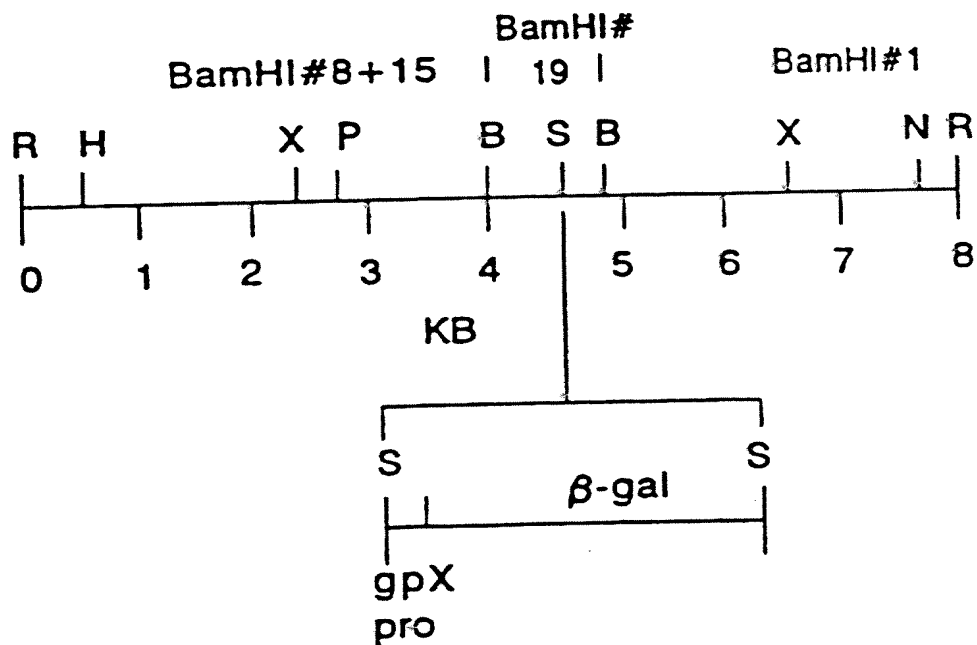 BamHI#
BamHI#8+15 | 19 | BamHI#1
R H X P B S B X N R
0 1 2 3 4 5 6 7 8
KB
S S
β-gal
gpX
pro